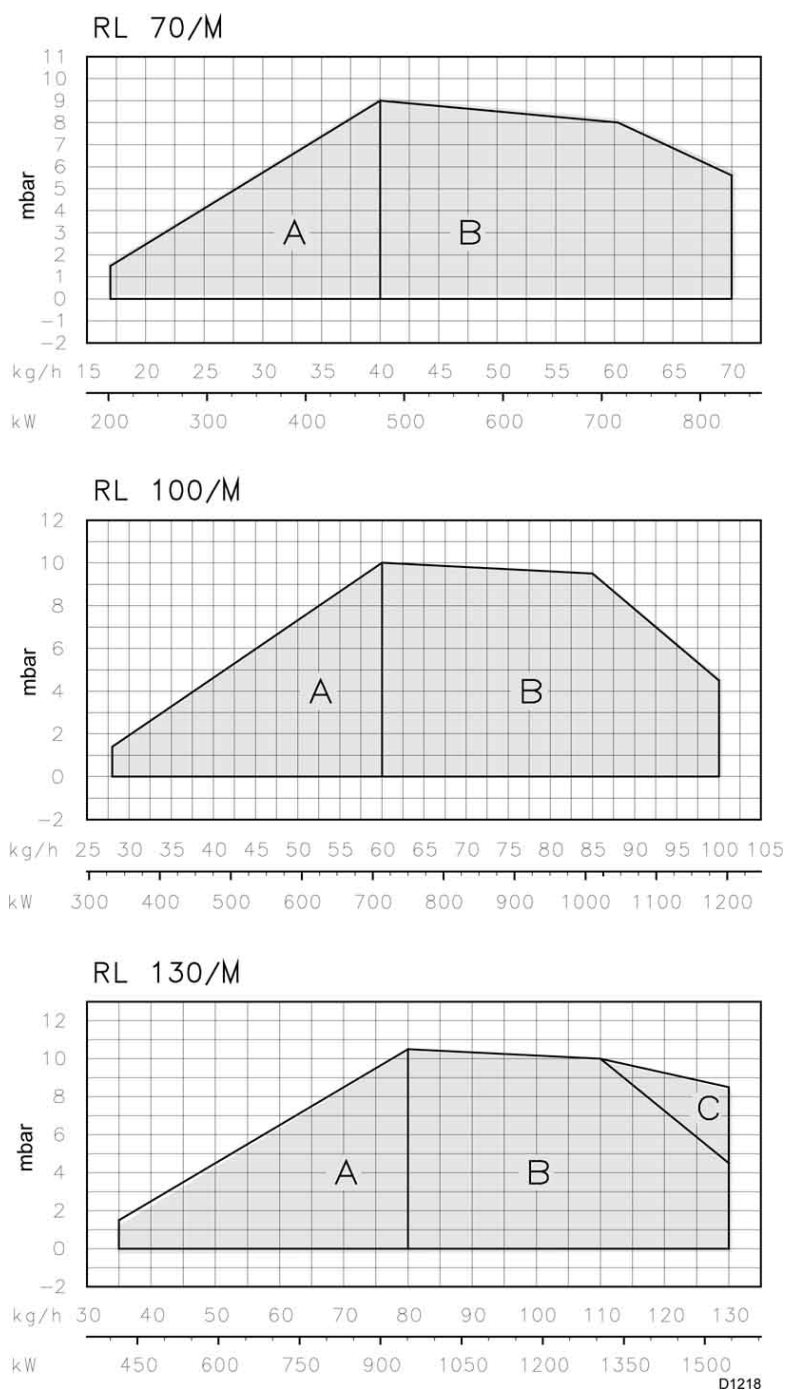 RL 70/M
11
10
9
8
7
6
5
4
3
2
1
0
-1
-2
mbar
A
B
kg/h 15 20 25 30 35 40 45 50 55 60 65 70
kW 200 300 400 500 600 700 800
RL 100/M
12
10
8
6
4
2
0
-2
mbar
A
B
kg/h 25 30 35 40 45 50 55 60 65 70 75 80 85 90 95 100 105
kW 300 400 500 600 700 800 900 1000 1100 1200
RL 130/M
12
10
8
6
4
2
0
-2
mbar
A
B
C
kg/h 30 40 50 60 70 80 90 100 110 120 130
kW 450 600 750 900 1050 1200 1350 1500
D1218